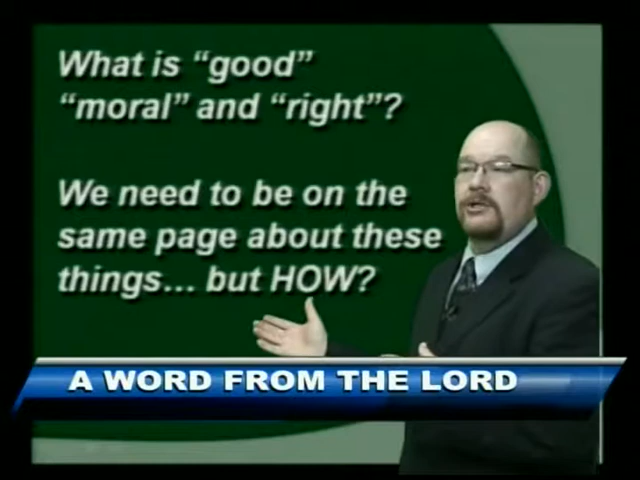 What is “good”
“moral” and “right”?
We need to be on the
same page about these
things... but HOW?
A WORD FROM THE LORD